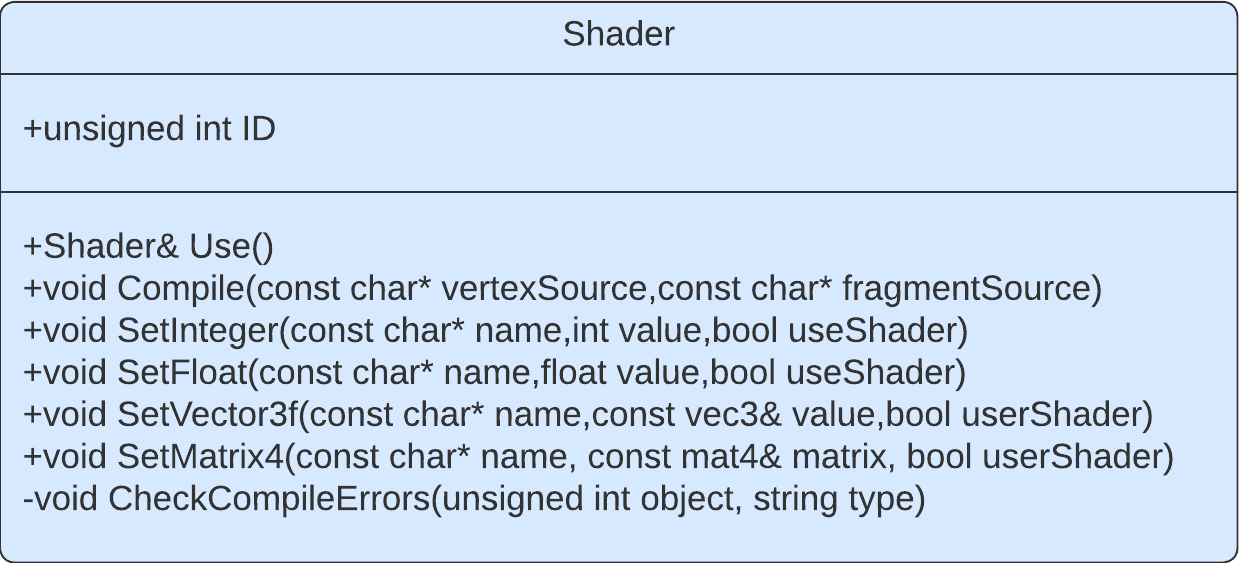 Shader
+unsigned int ID
+Shader& Use()
+void Compile(const char* vertexSource,const char* fragmentSource)
+void SetInteger(const char* name,int value,bool useShader)
+void SetFloat(const char* name,float value,bool useShader)
+void SetVector3f(const char* name,const vec3& value,bool userShader)
+void SetMatrix4(const char* name, const mat4& matrix, bool userShader)
-void CheckCompileErrors(unsigned int object, string type)